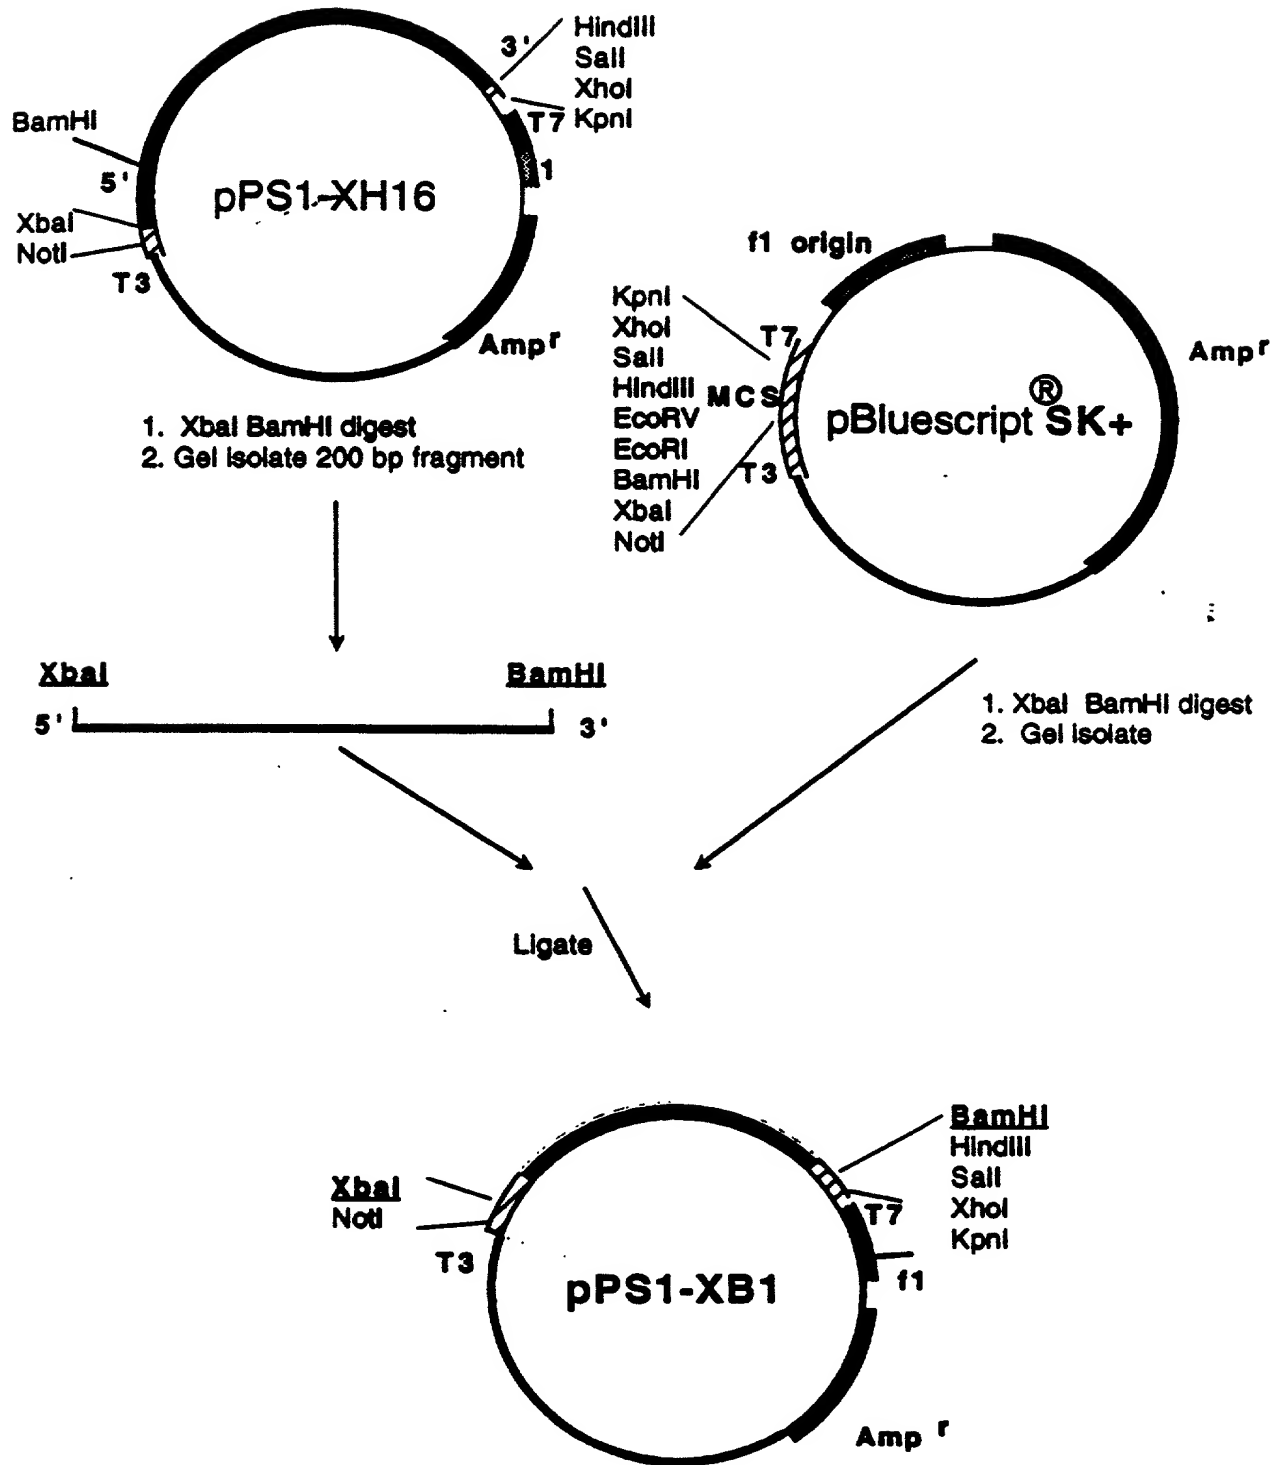 HindIII
3'
SalI
XhoI
KpnI
T7
BamHI
1
5'
pPS1-XH16
XbaI
NotI
T3
Amp r
f1 origin
KpnI
XhoI
SalI
HindIII
EcoRV
EcoRI
BamHI
XbaI
NotI
T7
MCS
T3
Amp r
pBluescript ® SK+
1. XbaI BamHI digest
2. Gel isolate 200 bp fragment
XbaI
BamHI
5'
3'
1. XbaI BamHI digest
2. Gel isolate
Ligate
BamHI
HindIII
SalI
XhoI
KpnI
XbaI
NotI
T7
T3
f1
pPS1-XB1
Amp r